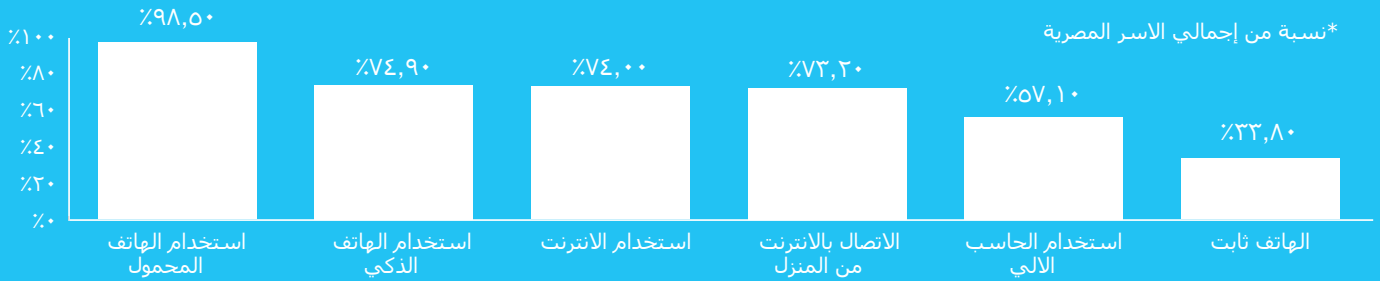 *نسبة من إجمالي الاسر المصرية
٪١٠٠
٪٨٠
٪٦٠
٪٤٠
٪٢٠
٪٠
٪٩٨,٥٠
٪٧٤,٩٠
٪٧٤,٠٠
٪٧٣,٢٠
٪٥٧,١٠
٪٣٣,٨٠
استخدام الهاتف
المحمول
استخدام الهاتف
الذكي
استخدام الانترنت
الاتصال بالانترنت
من المنزل
استخدام الحاسب
الالي
الهاتف ثابت